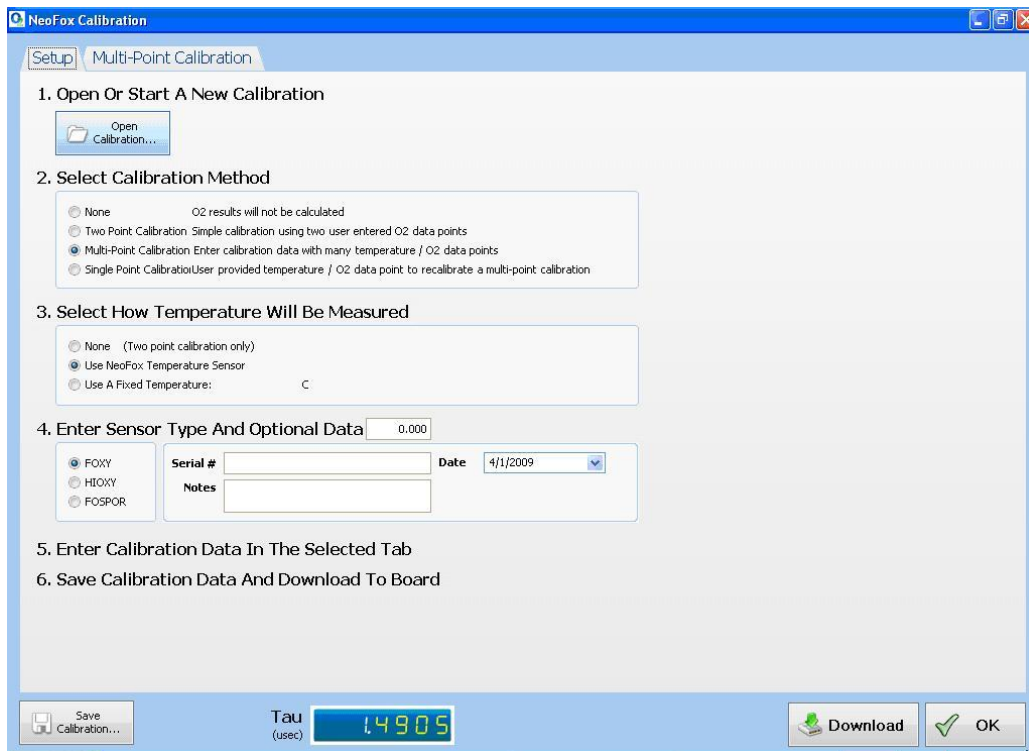 NeoFox Calibration
Setup Multi-Point Calibration
1. Open Or Start A New Calibration
Open
Calibration...
2. Select Calibration Method
None O2 results will not be calculated
Two Point Calibration Simple calibration using two user entered O2 data points
Multi-Point Calibration Enter calibration data with many temperature / O2 data points
Single Point Calibration User provided temperature / O2 data point to recalibrate a multi-point calibration
3. Select How Temperature Will Be Measured
None (Two point calibration only)
Use NeoFox Temperature Sensor
Use A Fixed Temperature: C
4. Enter Sensor Type And Optional Data 0.000
FOXY Serial # Date 4/1/2009
HIOXY
Notes
FOSPOR
5. Enter Calibration Data In The Selected Tab
6. Save Calibration Data And Download To Board
Save
Calibration...
Tau
(usec)
1.4905
Download
OK